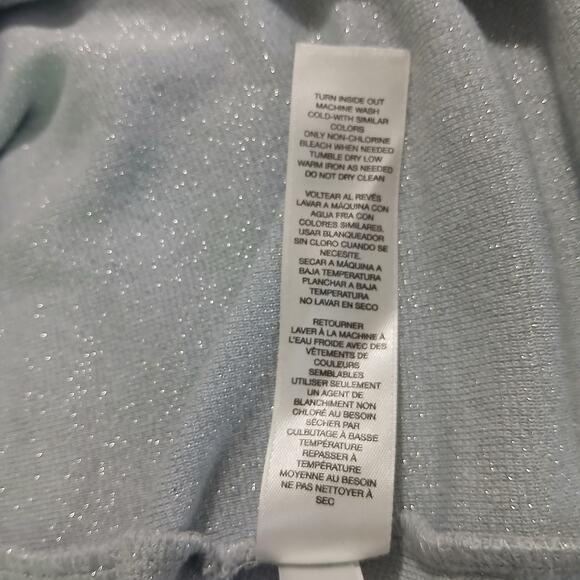 TURN INSIDE OUT
MACHINE WASH
COLD-WITH SIMILAR
COLORS
ONLY NON-CHLORINE
BLEACH WHEN NEEDED
TUMBLE DRY LOW
WARM IRON AS NEEDED
DO NOT DRY CLEAN
VOLTEAR AL REVÉS
LAVAR A MÁQUINA CON
AGUA FRIA CON
COLORES SIMILARES.
USAR BLANQUEADOR
SIN CLORO CUANDO SE
NECESITE.
SECAR A MÁQUINA A
BAJA TEMPERATURA
PLANCHAR A BAJA
TEMPERATURA
NO LAVAR EN SECO
RETOURNER
LAVER À LA MACHINE À
L'EAU FROIDE AVEC DES
VÊTEMENTS DE
COULEURS
SEMBLABLES
UTILISER SEULEMENT
UN AGENT DE
BLANCHIMENT NON
CHLORÉ AU BESOIN
SÉCHER PAR
CULBUTAGE À BASSE
TEMPÉRATURE
REPASSER À
TEMPÉRATURE
MOYENNE AU BESOIN
NE PAS NETTOYER À
SEC